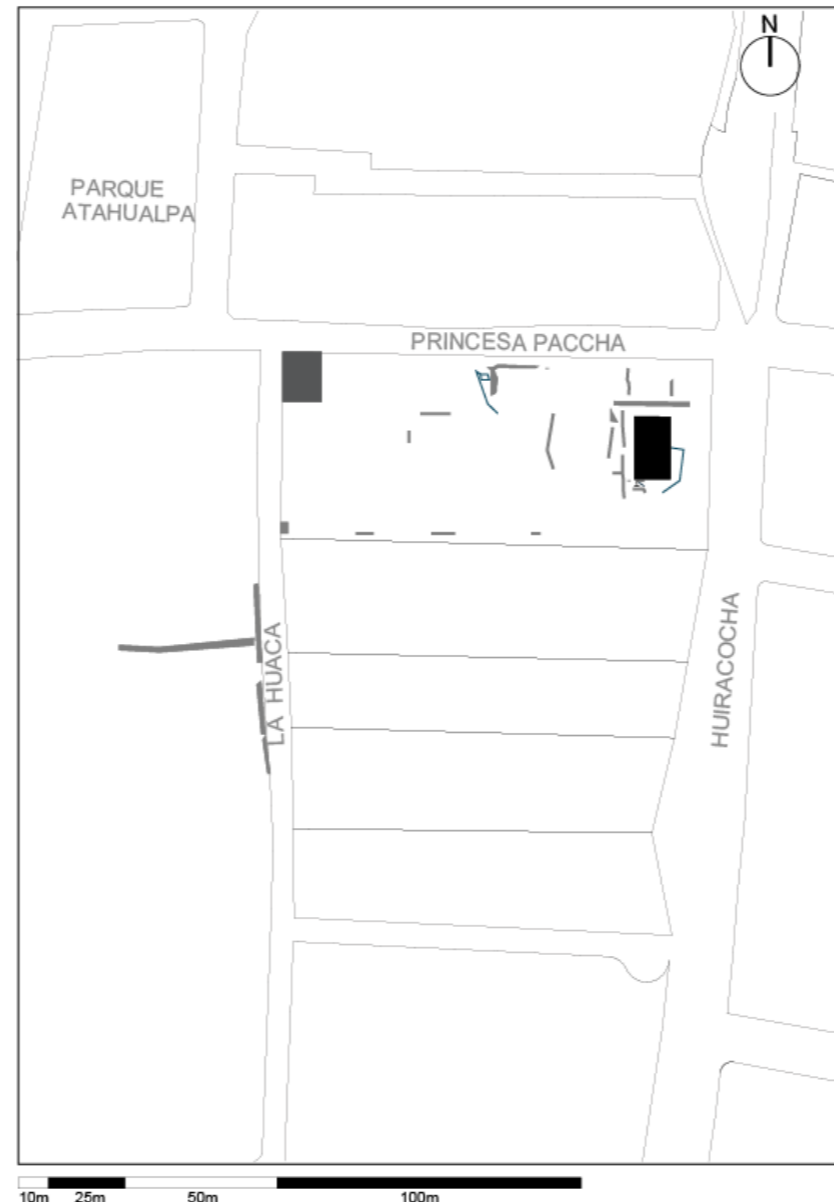 N
PARQUE
ATAHUALPA
PRINCESA PACCHA
LA HUACA
HUIRACOCHA
10m 25m 50m 100m